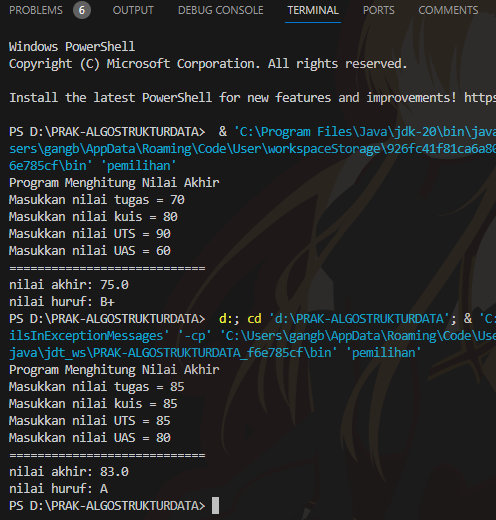 PROBLEMS 6 OUTPUT DEBUG CONSOLE TERMINAL PORTS COMMENTS
Windows PowerShell
Copyright (C) Microsoft Corporation. All rights reserved.
Install the latest PowerShell for new features and improvements! https
PS D:\PRAK-ALGOSTRUKTURDATA> & 'C:\Program Files\Java\jdk-20\bin\java
sers\gangb\AppData\Roaming\Code\User\workspaceStorage\926fc41f81ca6a80
6e785cf\bin' 'pemilihan'
Program Menghitung Nilai Akhir
Masukkan nilai tugas = 70
Masukkan nilai kuis = 80
Masukkan nilai UTS = 90
Masukkan nilai UAS = 60
============================
nilai akhir: 75.0
nilai huruf: B+
PS D:\PRAK-ALGOSTRUKTURDATA> d:; cd 'd:\PRAK-ALGOSTRUKTURDATA'; & 'C:
ilsInExceptionMessages' '-cp' 'C:\Users\gangb\AppData\Roaming\Code\Use
java\jdt_ws\PRAK-ALGOSTRUKTURDATA_f6e785cf\bin' 'pemilihan'
Program Menghitung Nilai Akhir
Masukkan nilai tugas = 85
Masukkan nilai kuis = 85
Masukkan nilai UTS = 85
Masukkan nilai UAS = 80
============================
nilai akhir: 83.0
nilai huruf: A
PS D:\PRAK-ALGOSTRUKTURDATA>